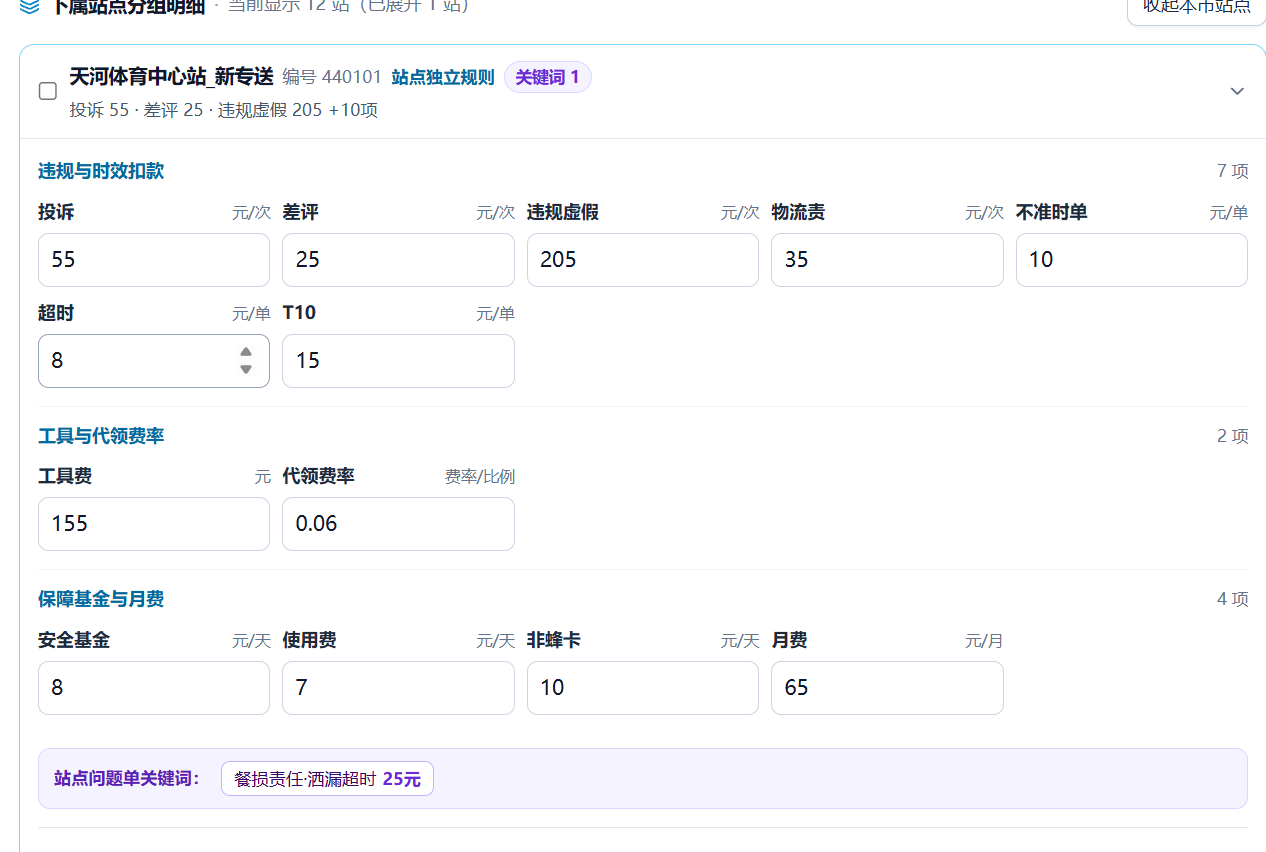 下属站点分组明细 · 当前显示 12 站（已展开 1 站）
收起本市站点
天河体育中心站_新专送 编号 440101 站点独立规则 关键词 1
投诉 55 · 差评 25 · 违规虚假 205 +10项
违规与时效扣款 7 项
投诉 元/次 差评 元/次 违规虚假 元/次 物流责 元/次 不准时单 元/单
55 25 205 35 10
超时 元/单 T10 元/单
8 15
工具与代领费率 2 项
工具费 元 代领费率 费率/比例
155 0.06
保障基金与月费 4 项
安全基金 元/天 使用费 元/天 非蜂卡 元/天 月费 元/月
8 7 10 65
站点问题单关键词： 餐损责任·洒漏超时 25元